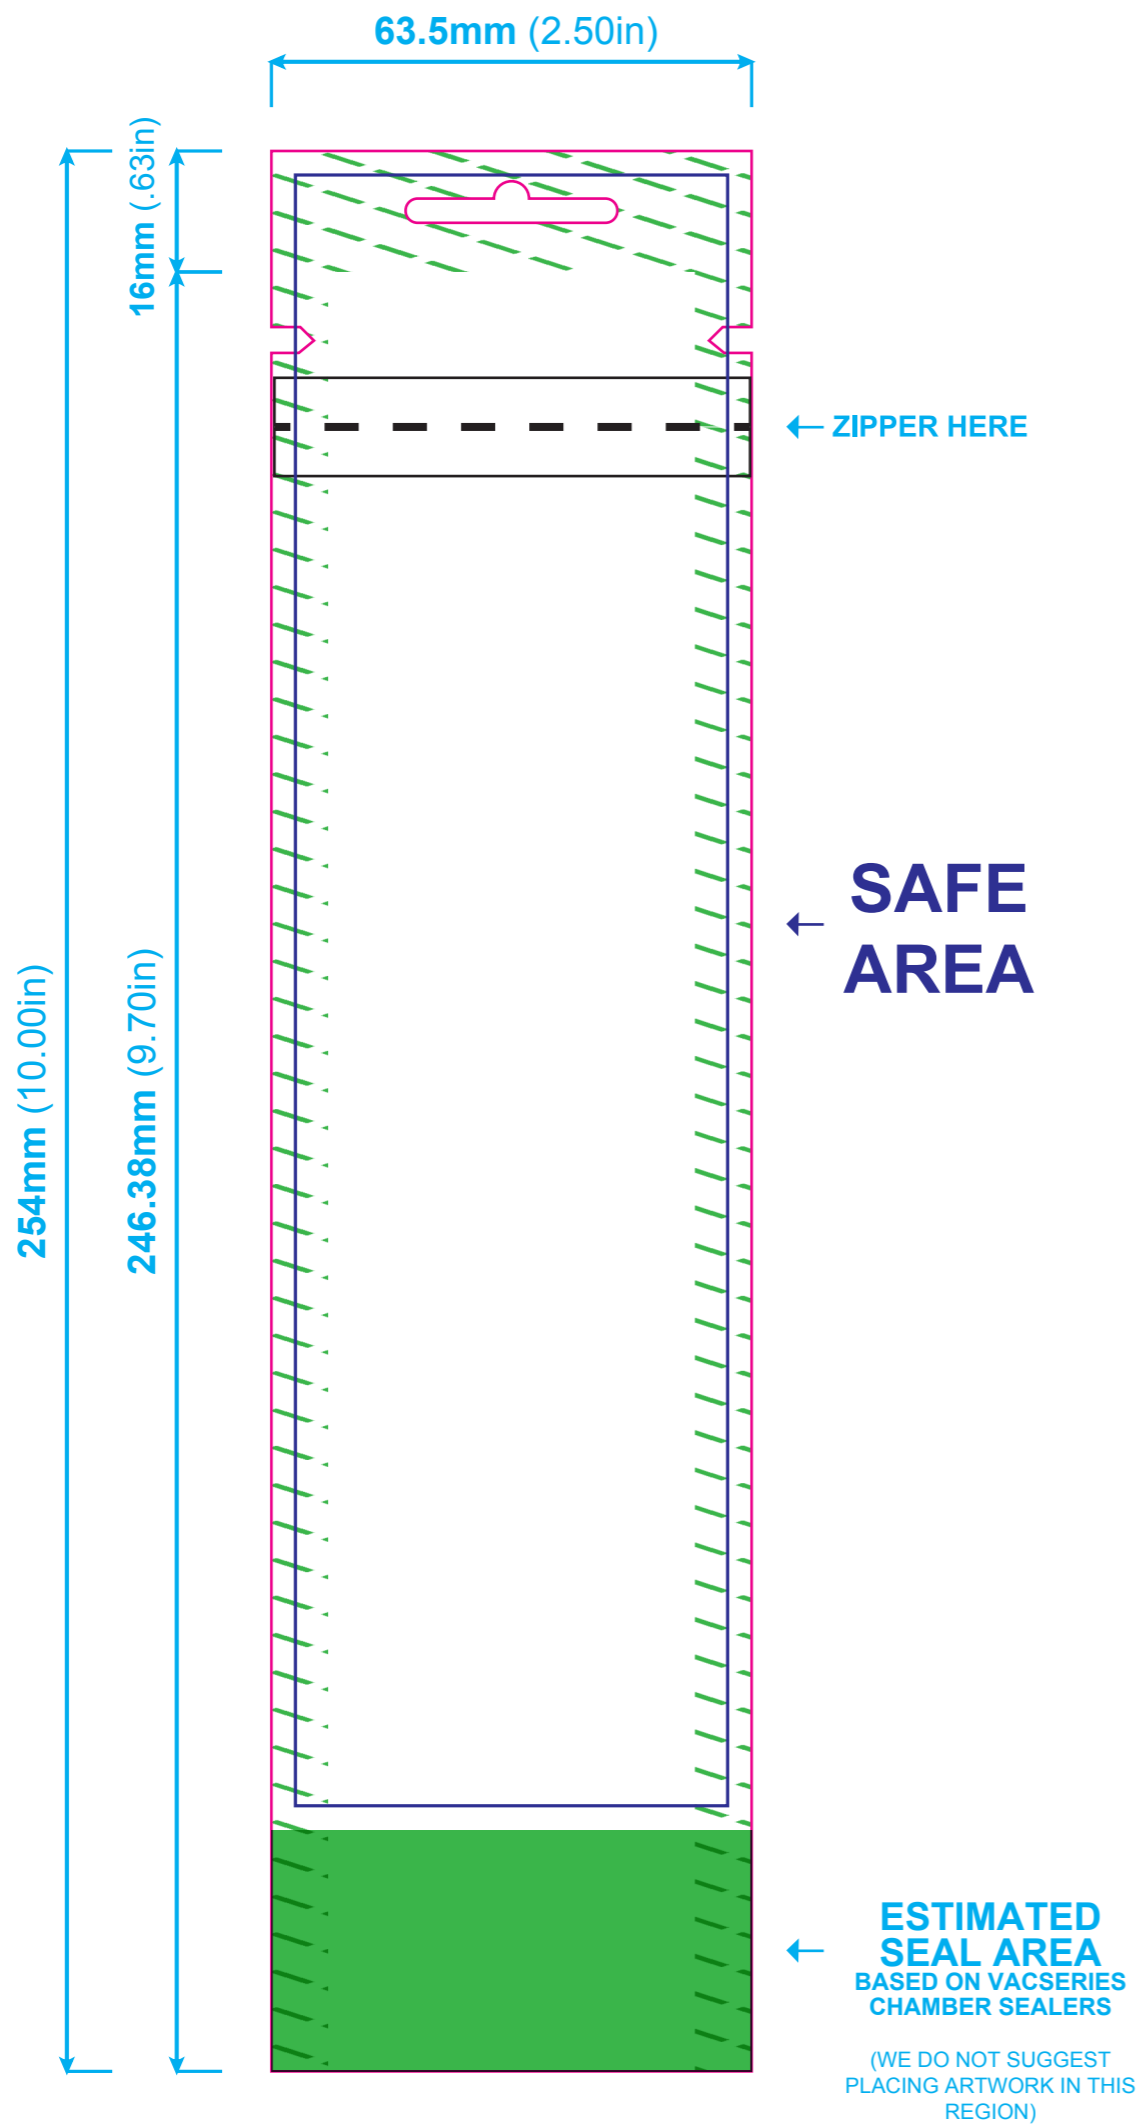 63.5mm (2.50in)
16mm (.63in)
254mm (10.00in)
246.38mm (9.70in)
ZIPPER HERE
SAFE
AREA
ESTIMATED
SEAL AREA
BASED ON VACSERIES
CHAMBER SEALERS
(WE DO NOT SUGGEST
PLACING ARTWORK IN THIS
REGION)